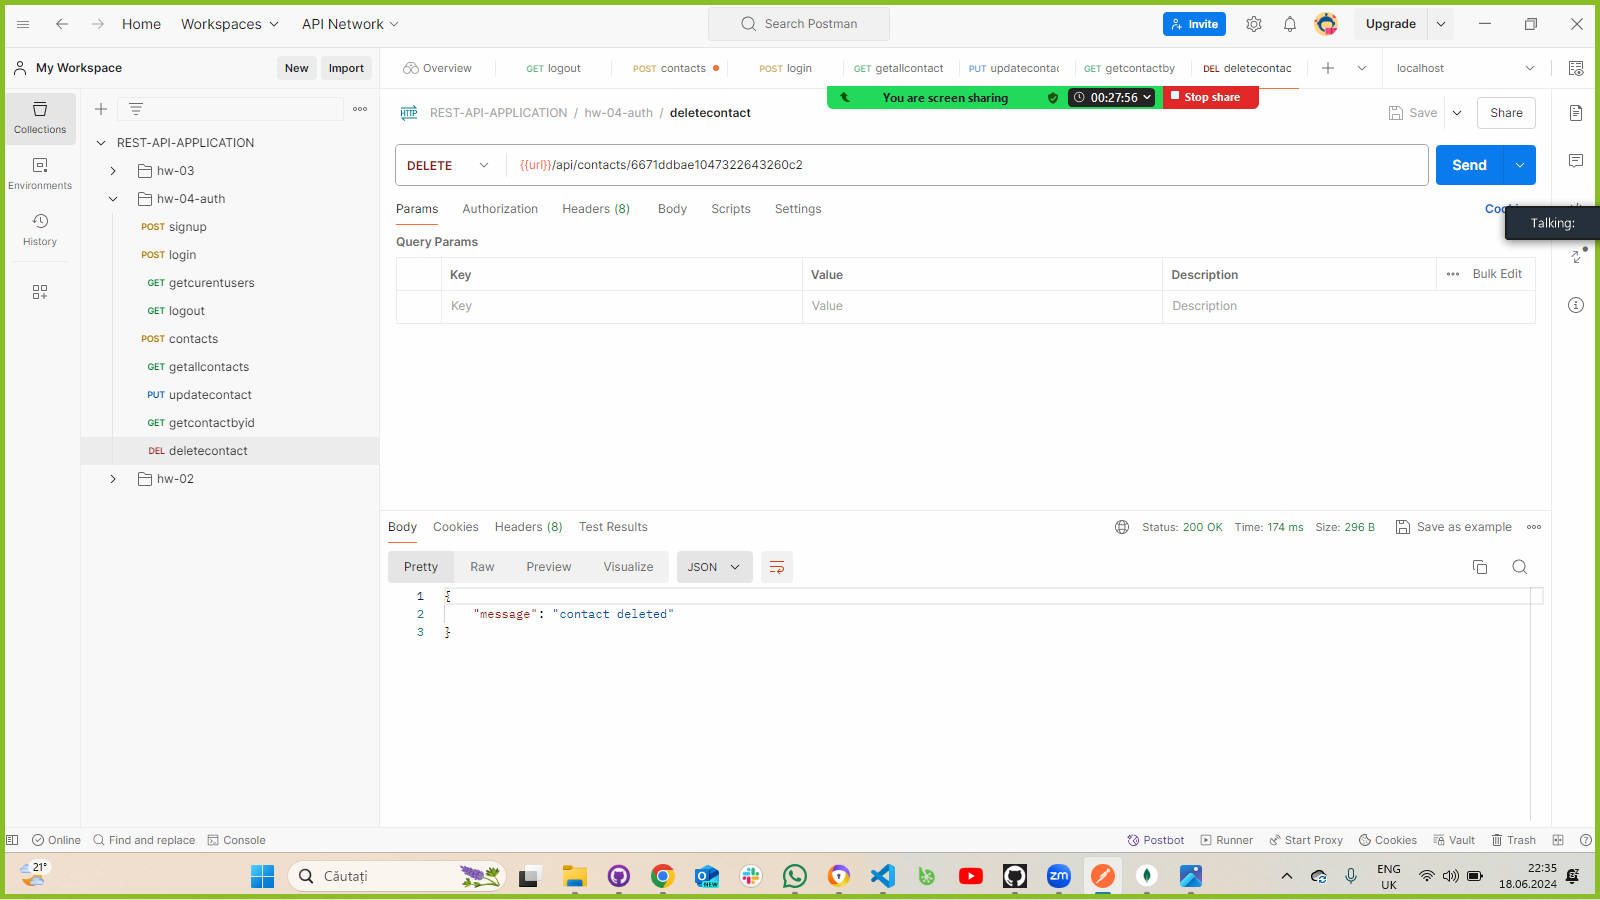 Home
Workspaces
API Network
Search Postman
Invite
Upgrade
My Workspace
New
Import
Overview
GET logout
POST contacts
POST login
GET getallcontact
PUT updatecontac
GET getcontactby
DEL deletecontac
localhost
You are screen sharing
00:27:56
Stop share
Collections
Environments
History
REST-API-APPLICATION
hw-03
hw-04-auth
POST signup
POST login
GET getcurentusers
GET logout
POST contacts
GET getallcontacts
PUT updatecontact
GET getcontactbyid
DEL deletecontact
hw-02
HTTP
REST-API-APPLICATION / hw-04-auth / deletecontact
Save
Share
DELETE
{{url}}/api/contacts/6671ddbae1047322643260c2
Send
Params
Authorization
Headers (8)
Body
Scripts
Settings
Talking:
Query Params
Key
Value
Description
Bulk Edit
Key
Value
Description
Body
Cookies
Headers (8)
Test Results
Status: 200 OK
Time: 174 ms
Size: 296 B
Save as example
Pretty
Raw
Preview
Visualize
JSON
1 {
2 "message": "contact deleted"
3 }
Online
Find and replace
Console
Postbot
Runner
Start Proxy
Cookies
Vault
Trash
21°
Căutați
NEW
zm
ENG
UK
22:35
18.06.2024